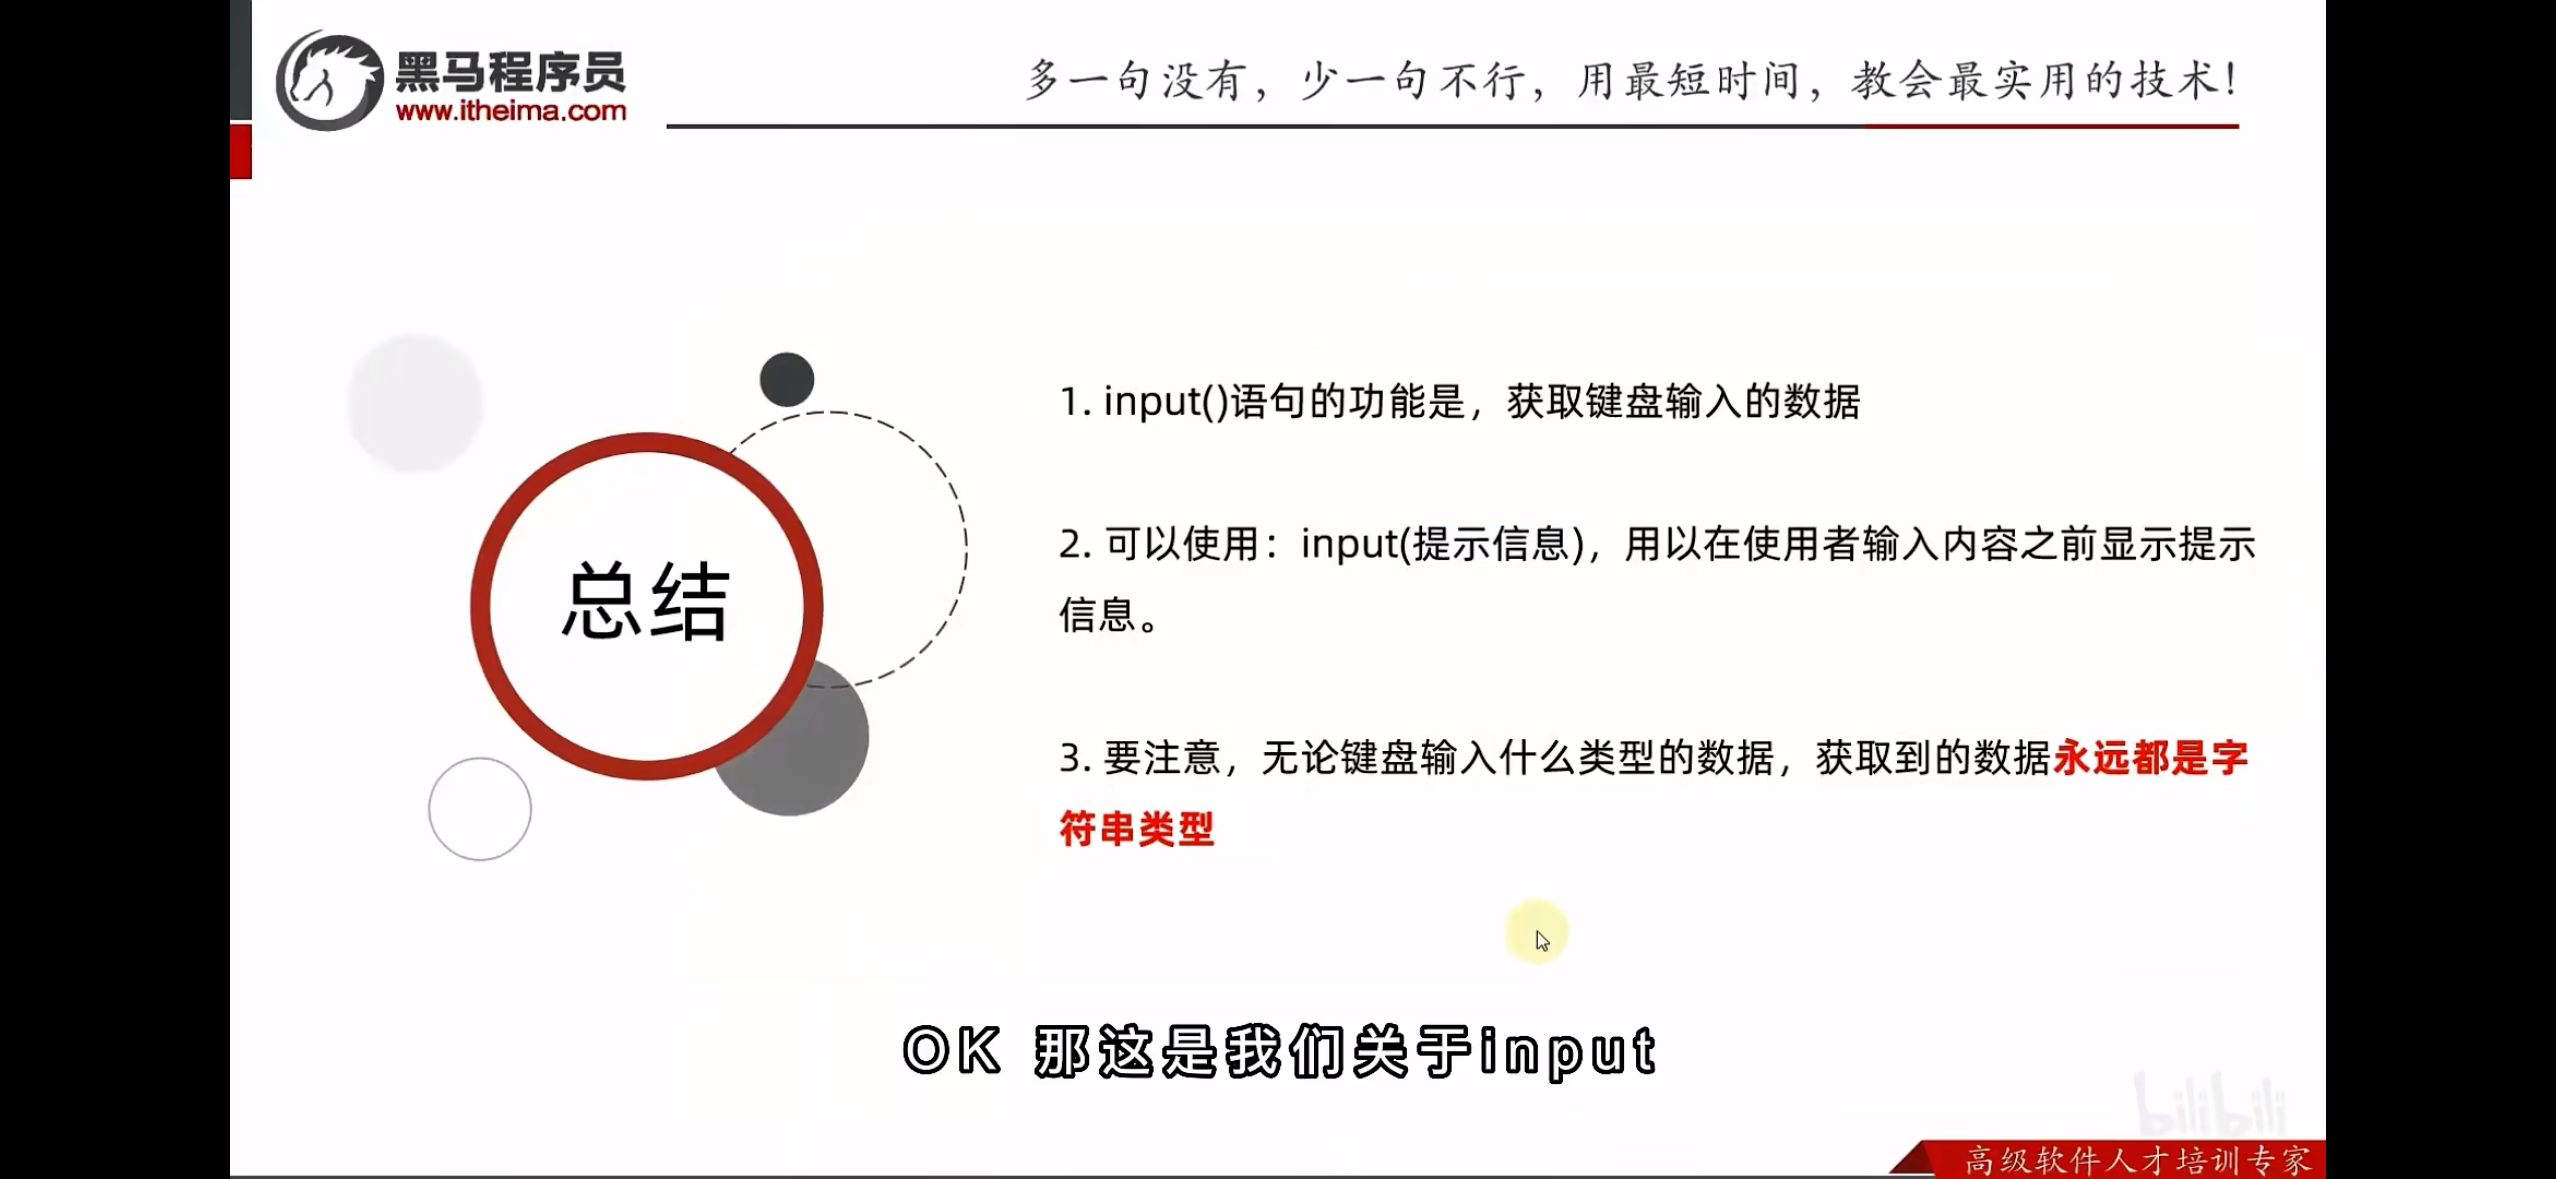 黑马程序员
www.itheima.com
多一句没有，少一句不行，用最短时间，教会最实用的技术！
总结
1. input()语句的功能是，获取键盘输入的数据
2. 可以使用：input(提示信息)，用以在使用者输入内容之前显示提示
信息。
3. 要注意，无论键盘输入什么类型的数据，获取到的数据永远都是字
符串类型
OK 那这是我们关于input
bilibili
高级软件人才培训专家